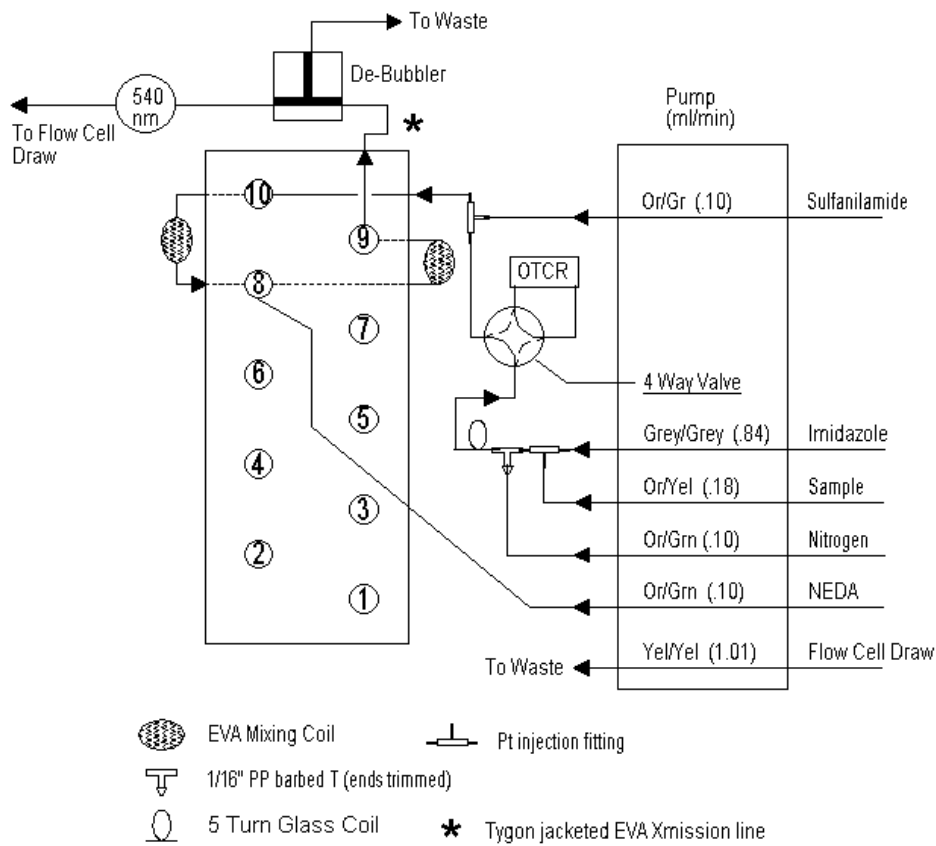 To Waste
De-Bubbler
540
nm
To Flow Cell
Draw
*
Pump
(ml/min)
10
Or/Gr (.10) Sulfanilamide
9
OTCR
8
7
4 Way Valve
6
5
Grey/Grey (.84) Imidazole
4
Or/Yel (.18) Sample
3
Or/Grn (.10) Nitrogen
2
Or/Grn (.10) NEDA
1
To Waste Yel/Yel (1.01) Flow Cell Draw
EVA Mixing Coil Pt injection fitting
1/16" PP barbed T (ends trimmed)
5 Turn Glass Coil * Tygon jacketed EVA Xmission line